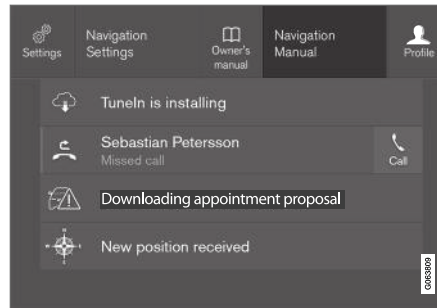 Settings
Navigation
Settings
Owner's
manual
Navigation
Manual
Profile
TuneIn is installing
Sebastian Petersson
Missed call
Call
Downloading appointment proposal
New position received
G063809